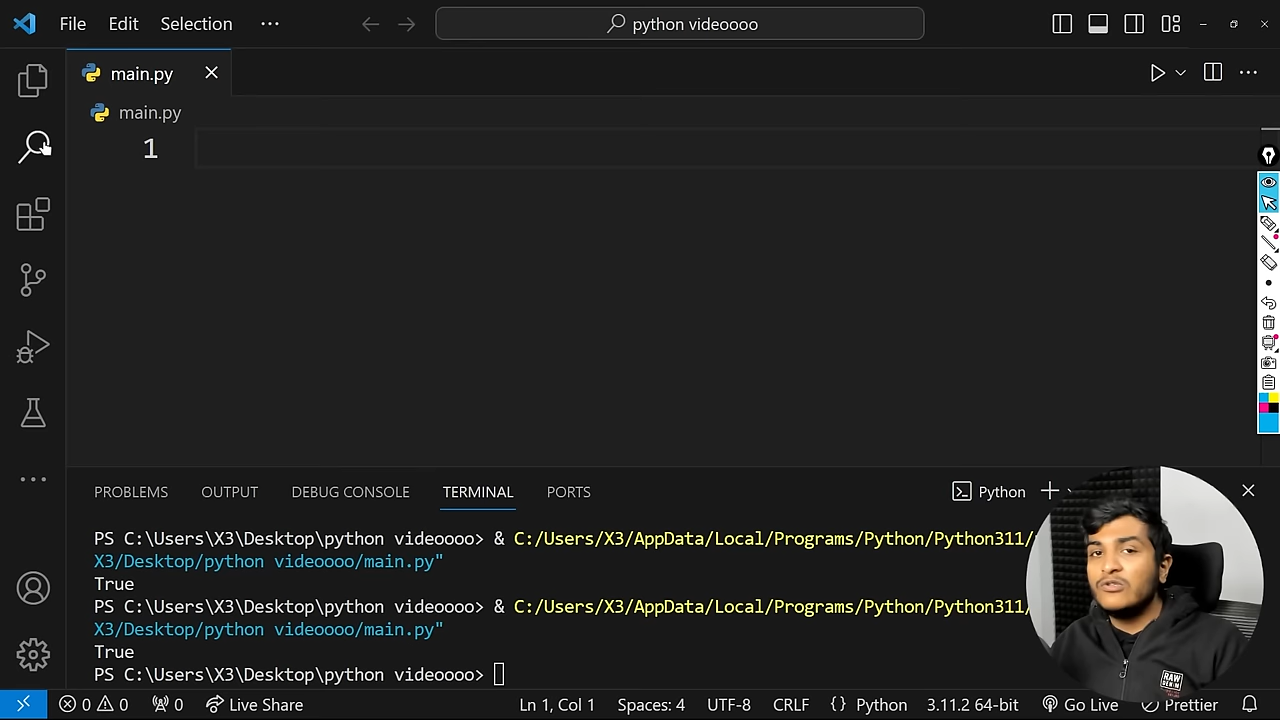 File Edit Selection ··· python videoooo
main.py
main.py
1
PROBLEMS OUTPUT DEBUG CONSOLE TERMINAL PORTS Python
PS C:\Users\X3\Desktop\python videoooo> & C:/Users/X3/AppData/Local/Programs/Python/Python311/
X3/Desktop/python videoooo/main.py"
True
PS C:\Users\X3\Desktop\python videoooo> & C:/Users/X3/AppData/Local/Programs/Python/Python311/
X3/Desktop/python videoooo/main.py"
True
PS C:\Users\X3\Desktop\python videoooo>
RAW
0 0 0 Live Share Ln 1, Col 1 Spaces: 4 UTF-8 CRLF {} Python 3.11.2 64-bit Go Live Prettier